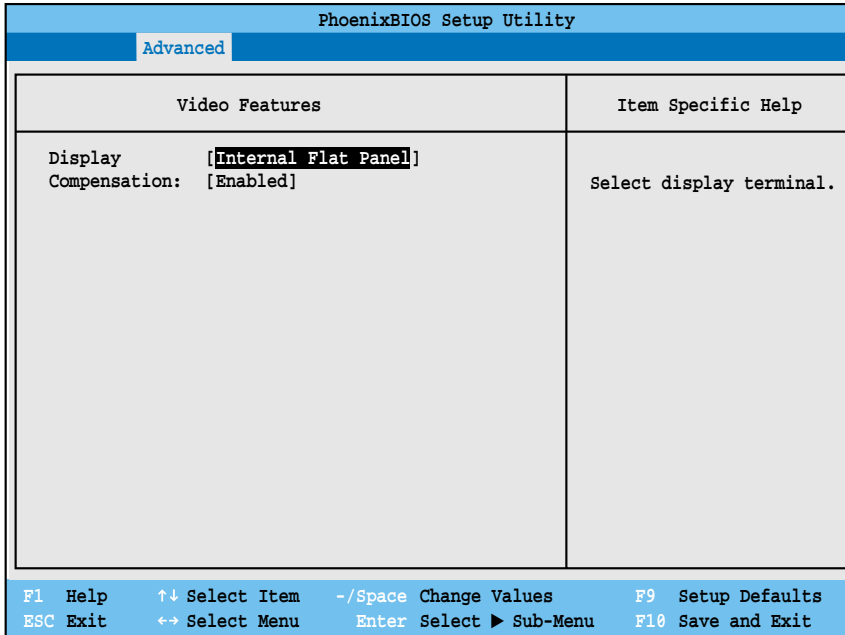 PhoenixBIOS Setup Utility
Advanced
Video Features
Item Specific Help
Display [Internal Flat Panel]
Compensation: [Enabled]
Select display terminal.
F1 Help ↑↓ Select Item -/Space Change Values F9 Setup Defaults
ESC Exit ←→ Select Menu Enter Select ▶ Sub-Menu F10 Save and Exit